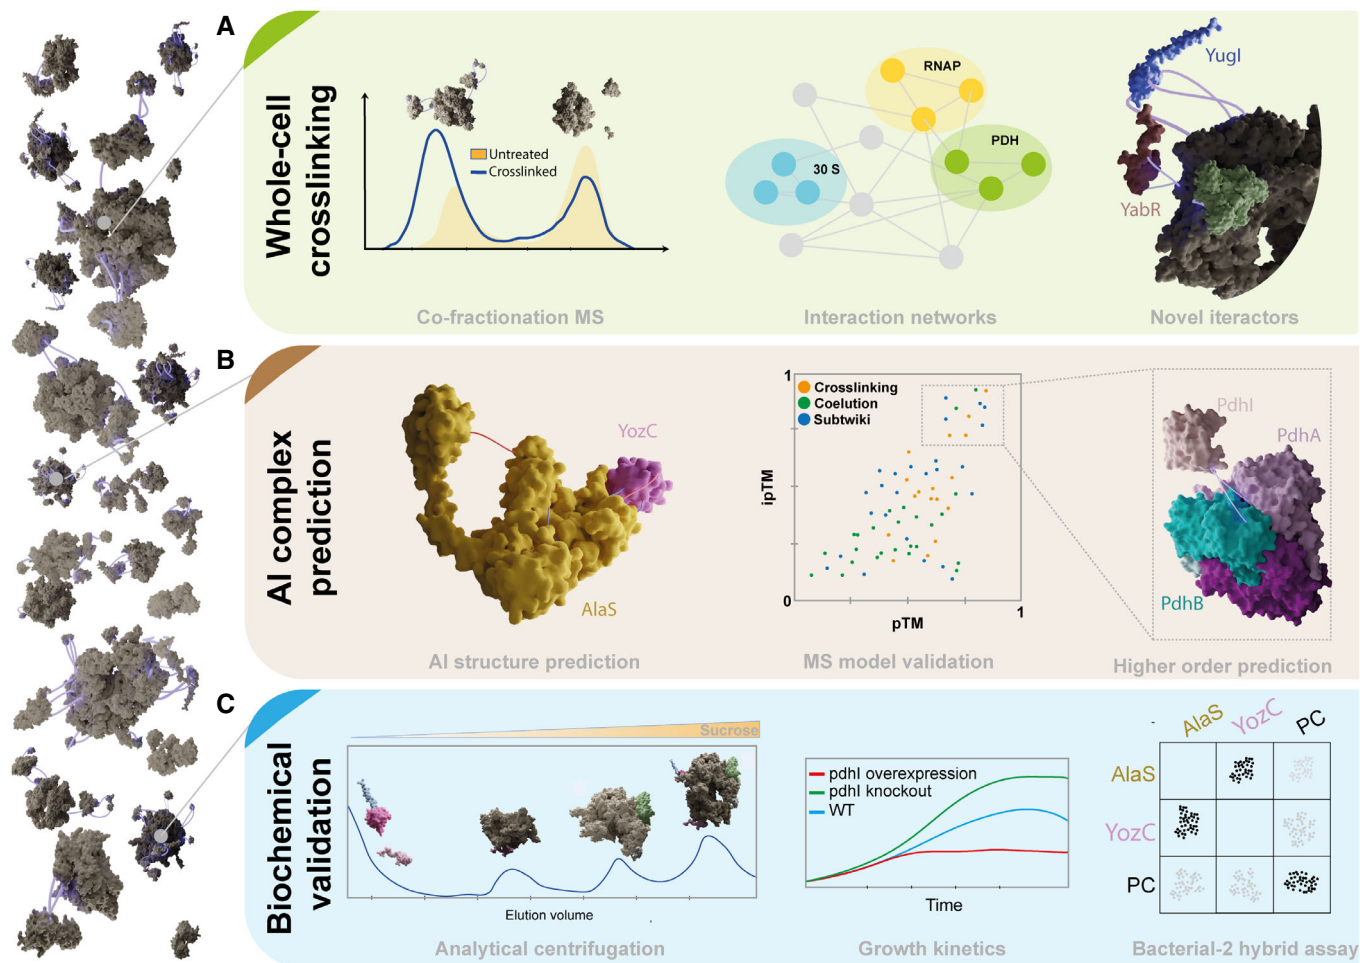 A
Whole-cell
crosslinking
Untreated
Crosslinked
Co-fractionation MS
RNAP
PDH
30 S
Interaction networks
YugI
YabR
Novel iteractors
B
AI complex
prediction
YozC
AlaS
AI structure prediction
1
Crosslinking
Coelution
Subtwiki
ipTM
0
1
pTM
MS model validation
PdhI
PdhA
PdhB
Higher order prediction
C
Biochemical
validation
Sucrose
Elution volume
Analytical centrifugation
pdhI overexpression
pdhI knockout
WT
Time
Growth kinetics
AlaS
YozC
PC
AlaS
YozC
PC
Bacterial-2 hybrid assay